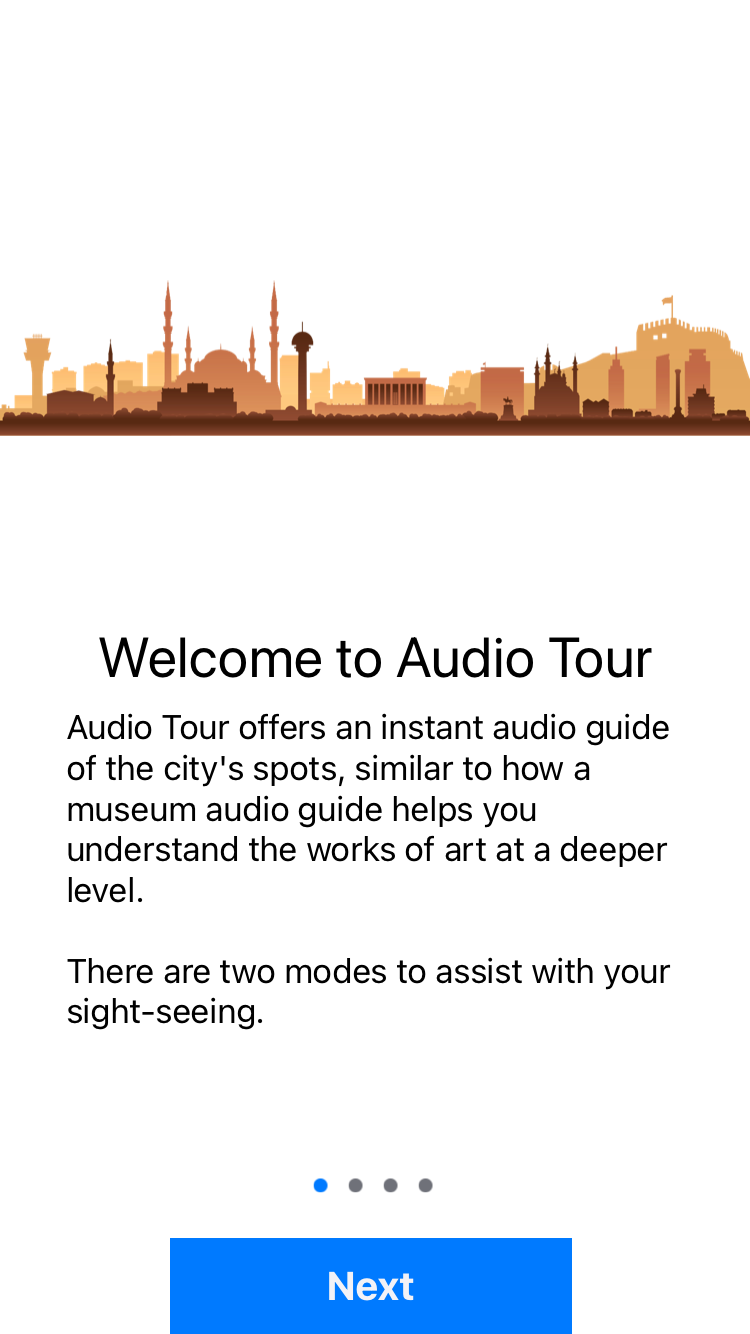 Welcome to Audio Tour
Audio Tour offers an instant audio guide
of the city's spots, similar to how a
museum audio guide helps you
understand the works of art at a deeper
level.
There are two modes to assist with your
sight-seeing.
Next